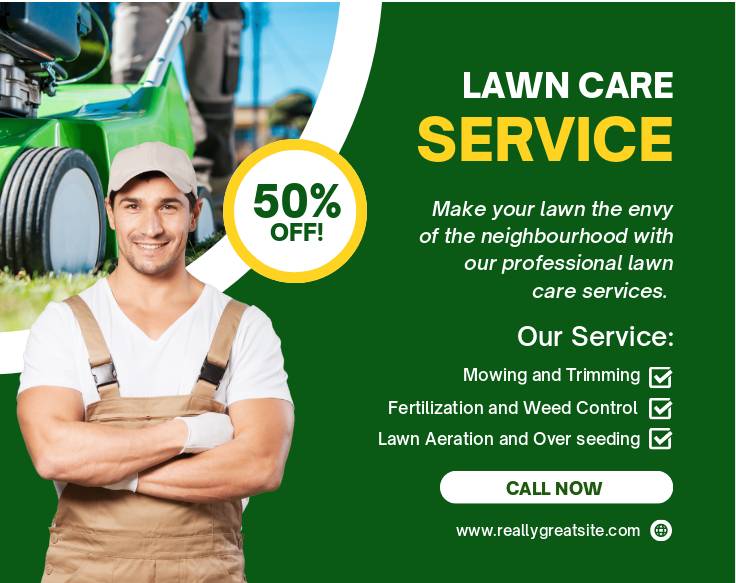 LAWN CARE
SERVICE
50%
OFF!
Make your lawn the envy
of the neighbourhood with
our professional lawn
care services.
Our Service:
Mowing and Trimming
Fertilization and Weed Control
Lawn Aeration and Over seeding
CALL NOW
www.reallygreatsite.com